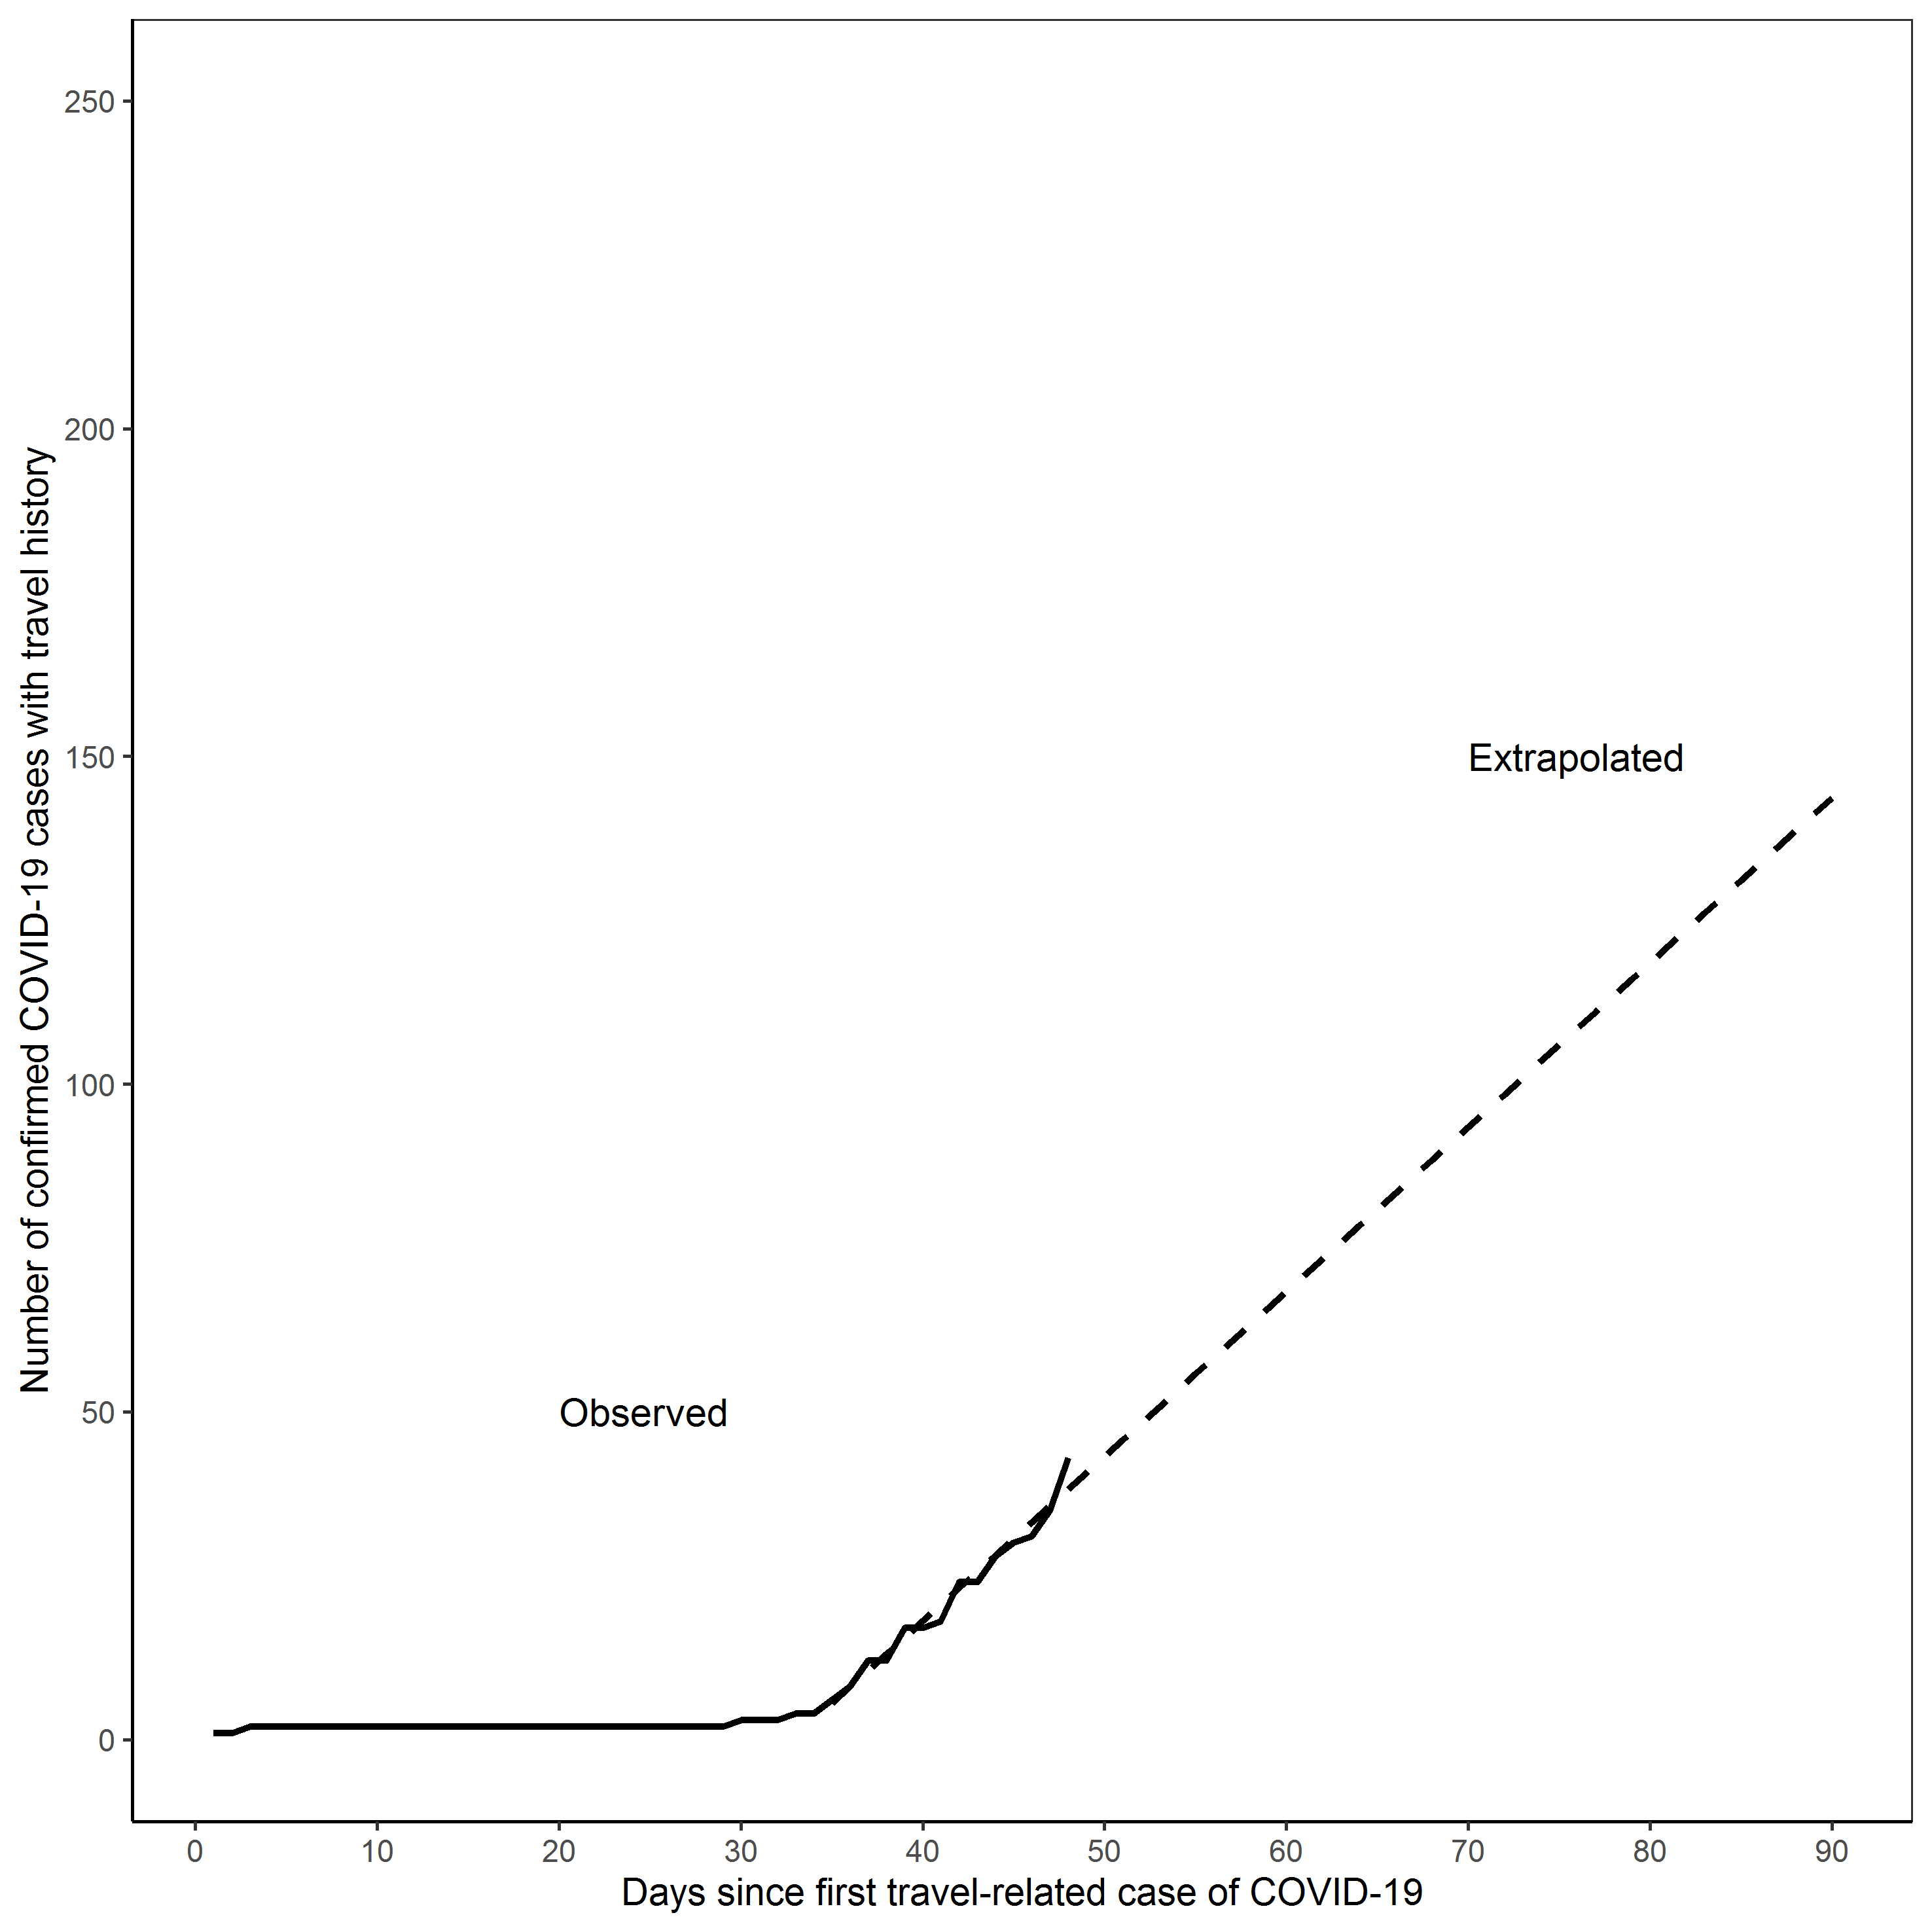 Number of confirmed COVID-19 cases with travel history
250
200
150
100
50
0
Extrapolated
Observed
0 10 20 30 40 50 60 70 80 90
Days since first travel-related case of COVID-19